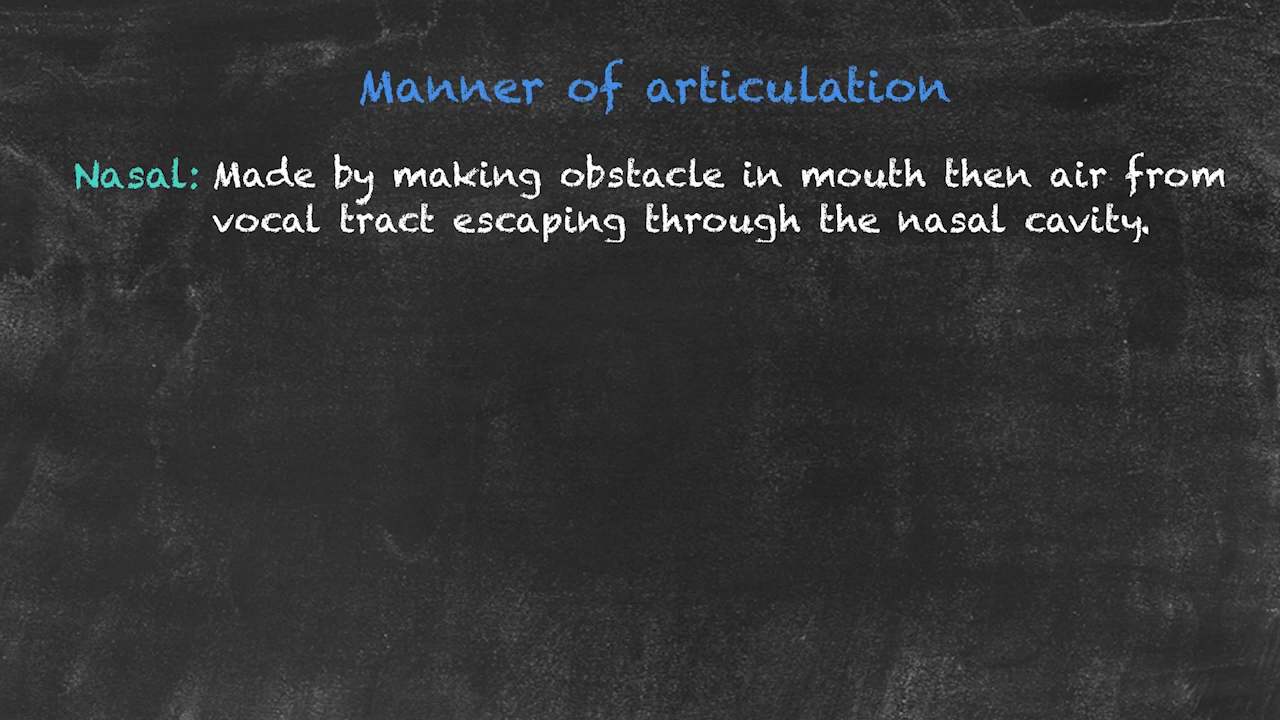 Manner of articulation
Nasal: Made by making obstacle in mouth then air from
vocal tract escaping through the nasal cavity.